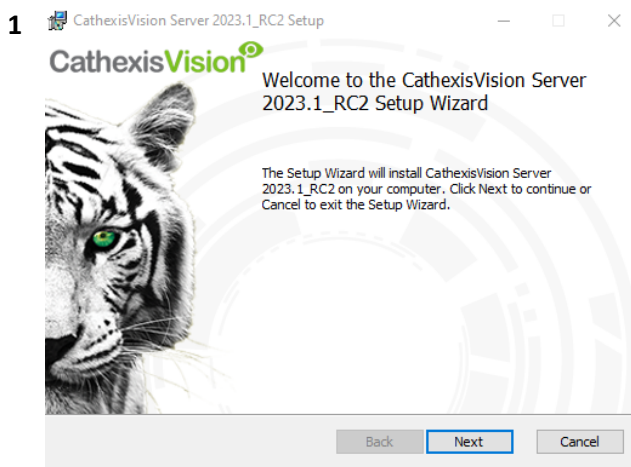 1
CathexisVision Server 2023.1_RC2 Setup
CathexisVision
Welcome to the CathexisVision Server
2023.1_RC2 Setup Wizard
The Setup Wizard will install CathexisVision Server
2023.1_RC2 on your computer. Click Next to continue or
Cancel to exit the Setup Wizard.
Back Next Cancel